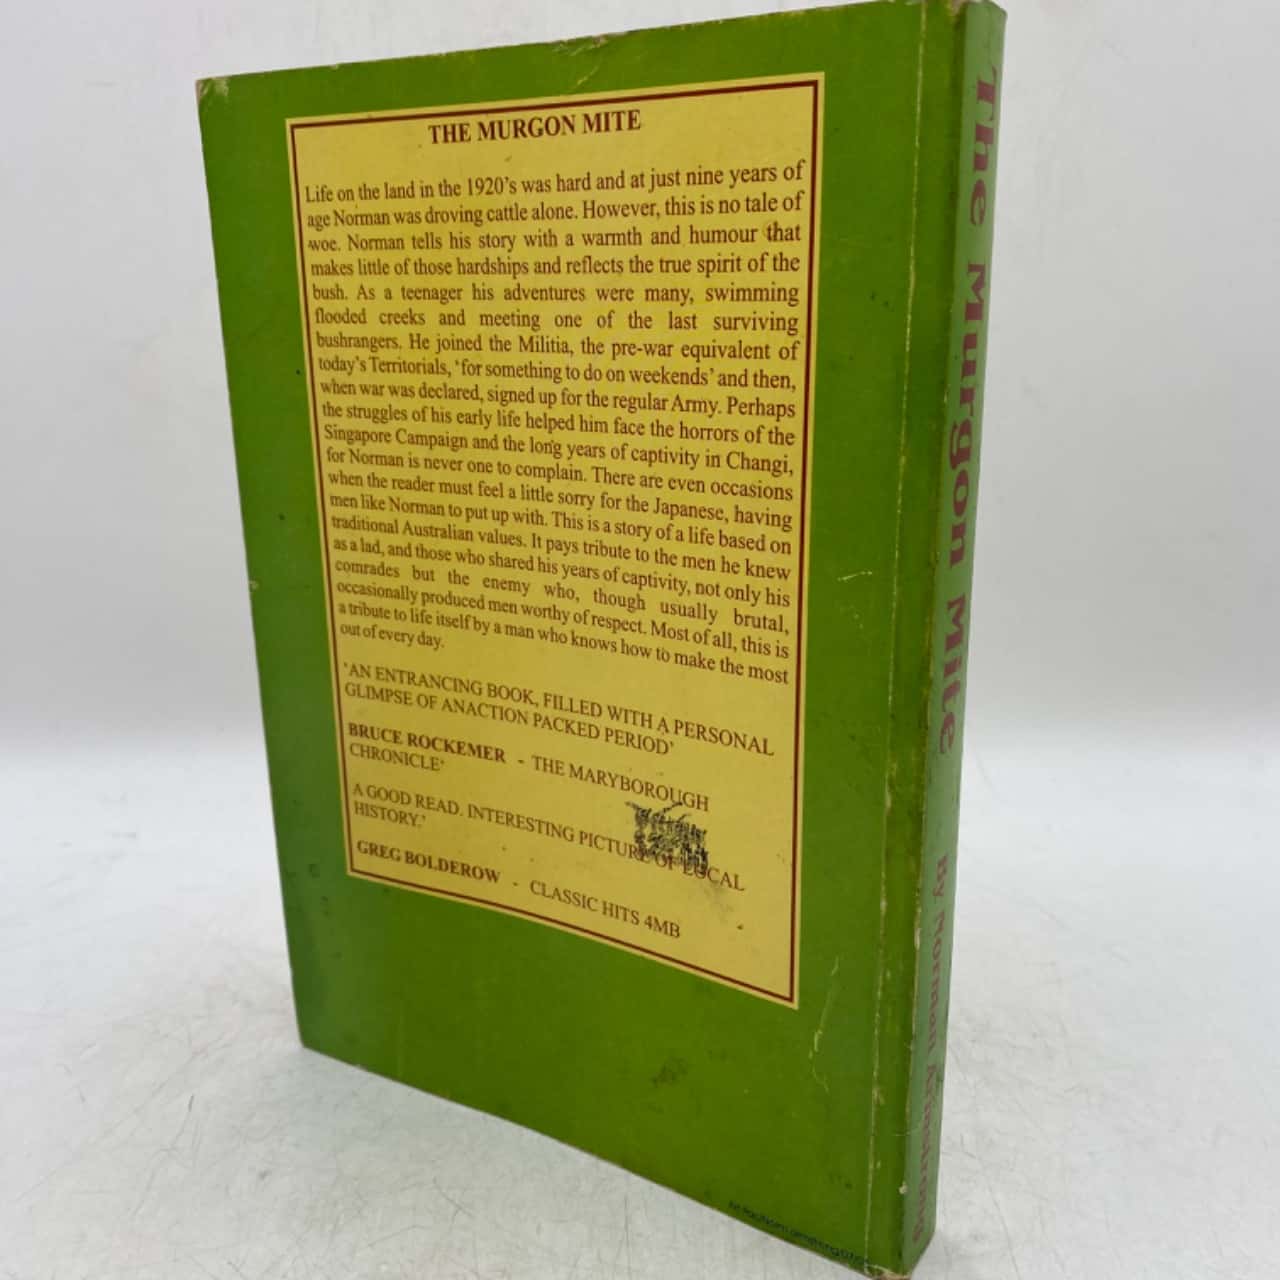 THE MURGON MITE
Life on the land in the 1920's was hard and at just nine years of
age Norman was droving cattle alone. However, this is no tale of
woe. Norman tells his story with a warmth and humour that
makes little of those hardships and reflects the true spirit of the
bush. As a teenager his adventures were many, swimming
flooded creeks and meeting one of the last surviving
bushrangers. He joined the Militia, the pre-war equivalent of
today's Territorials, 'for something to do on weekends' and then,
when war was declared, signed up for the regular Army. Perhaps
the struggles of his early life helped him face the horrors of the
Singapore Campaign and the long years of captivity in Changi,
for Norman is never one to complain. There are even occasions
when the reader must feel a little sorry for the Japanese, having
men like Norman to put up with. This is a story of a life based on
traditional Australian values. It pays tribute to the men he knew
as a lad, and those who shared his years of captivity, not only his
comrades but the enemy who, though usually brutal,
occasionally produced men worthy of respect. Most of all, this is
a tribute to life itself by a man who knows how to make the most
out of every day.
'AN ENTRANCING BOOK, FILLED WITH A PERSONAL
GLIMPSE OF ANACTION PACKED PERIOD'
BRUCE ROCKEMER - THE MARYBOROUGH
CHRONICLE'
A GOOD READ. INTERESTING PICTURE OF LOCAL
HISTORY.'
GREG BOLDEROW - CLASSIC HITS 4MB
The Murgon Mite By Norman Armstrong